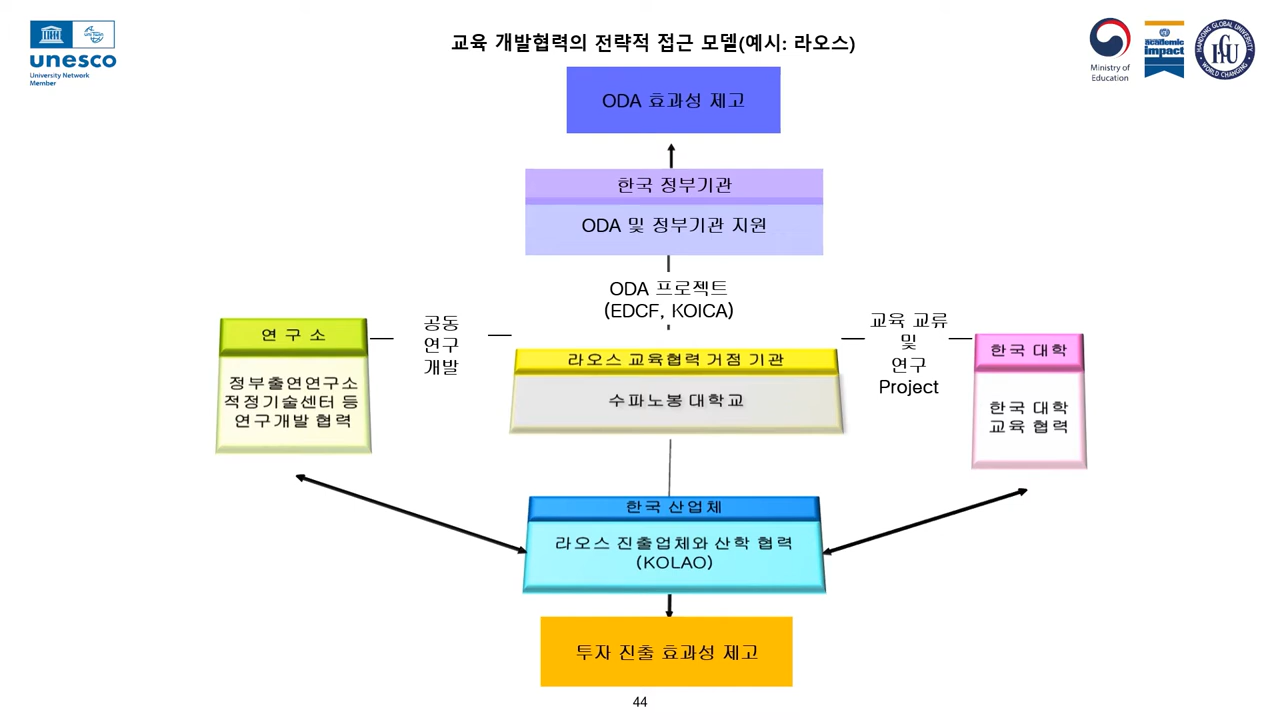 unesco
University Network
Member
교육 개발협력의 전략적 접근 모델(예시: 라오스)
Ministry of
Education
academic
impact
HANDONG GLOBAL UNIVERSITY
WORLD CHANGING
ODA 효과성 제고
한국 정부기관
ODA 및 정부기관 지원
ODA 프로젝트
(EDCF, KOICA)
연 구 소
정부출연연구소
적정기술센터 등
연구개발 협력
공동
연구
개발
라오스 교육협력 거점 기관
수파노봉 대학교
교육 교류
및
연구
Project
한국 대학
한국 대학
교육 협력
한국 산업체
라오스 진출업체와 산학 협력
(KOLAO)
투자 진출 효과성 제고
44